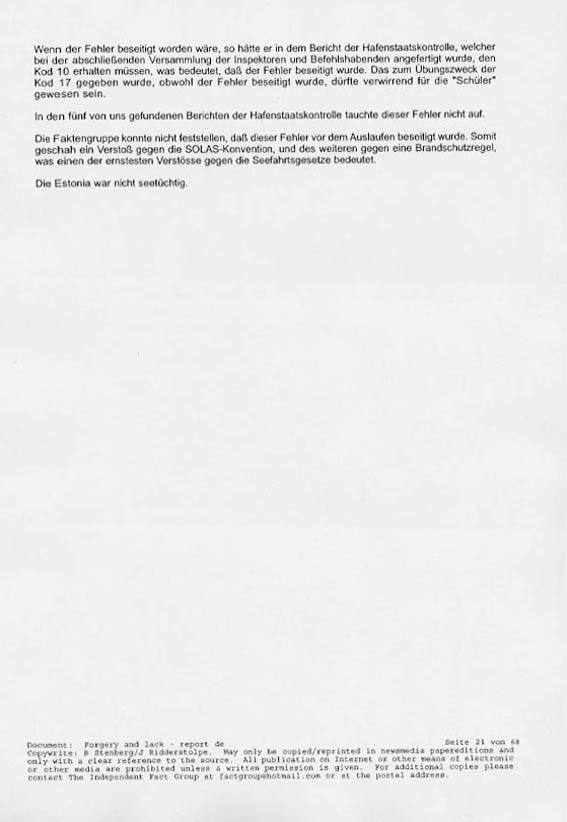 Wenn der Fehler beseitigt worden wäre, so hätte er in dem Bericht der Hafenstaatskontrolle, welcher
bei der abschließenden Versammlung der Inspektoren und Befehlshabenden angefertigt wurde, den
Kod 10 erhalten müssen, was bedeutet, daß der Fehler beseitigt wurde. Das zum Übungszweck der
Kod 17 gegeben wurde, obwohl der Fehler beseitigt wurde, dürfte verwirrend für die "Schüler"
gewesen sein.
In den fünf von uns gefundenen Berichten der Hafenstaatskontrolle tauchte dieser Fehler nicht auf.
Die Faktengruppe konnte nicht feststellen, daß dieser Fehler vor dem Auslaufen beseitigt wurde. Somit
geschah ein Verstoß gegen die SOLAS-Konvention, und des weiteren gegen eine Brandschutzregel,
was einen der ernstesten Verstösse gegen die Seefahrtsgesetze bedeutet.
Die Estonia war nicht seetüchtig.
Document: Forgery and lack - report de Seite 21 von 68
Copywrite: B Stenberg/J Ridderstolpe. May only be copied/reprinted in newsmedia papereditions and
only with a clear reference to the source. All publication on Internet or other means of electronic
or other media are prohibited unless a written permission is given. For additional copies please
contact The Independent Fact Group at factgroup@hotmail.com or at the postal address.